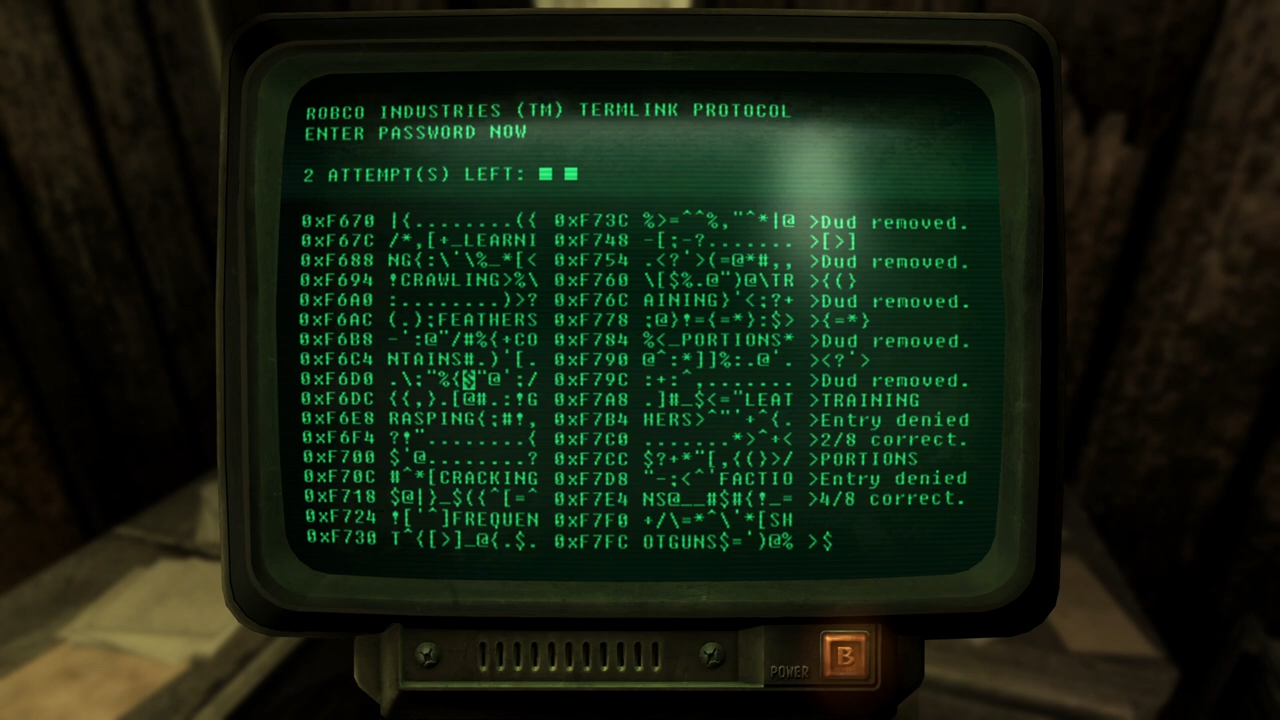 ROBCO INDUSTRIES (TM) TERMLINK PROTOCOL
ENTER PASSWORD NOW
2 ATTEMPT(S) LEFT: ■ ■
0xF670 |{........({ 0xF73C %>=^^%,"^*|@ >Dud removed.
0xF67C /*,[+_LEARNI 0xF748 -[;-?....... >[>]
0xF688 NG{:\'\%_*[< 0xF754 .<?'>(=@*#,, >Dud removed.
0xF694 !CRAWLING>%\ 0xF760 \[$%.@")@\TR >{(}
0xF6A0 :........)>? 0xF76C AINING}'<;?+ >Dud removed.
0xF6AC (.);FEATHERS 0xF778 ;@}!={=*}:$> >{=*}
0xF6B8 -':@"/#%{+CO 0xF784 %<_PORTIONS* >Dud removed.
0xF6C4 NTAINS#.)'[. 0xF790 @^:*]]%:.@'. ><?'>
0xF6D0 .\;"%{$"@';/ 0xF79C :+:^,....... >Dud removed.
0xF6DC {{,}.[@#.:!G 0xF7A8 .]#_$<="LEAT >TRAINING
0xF6E8 RASPING{;#!, 0xF7B4 HERS>^"'+^{. >Entry denied
0xF6F4 ?!"........{ 0xF7C0 .......*>^+< >2/8 correct.
0xF700 $'@........? 0xF7CC $?+*"[,{(}>/ >PORTIONS
0xF70C #^*[CRACKING 0xF7D8 "-;<^"FACTIO >Entry denied
0xF718 $@|}_$({^[=^ 0xF7E4 NS@__#$#{!_= >4/8 correct.
0xF724 !['^]FREQUEN 0xF7F0 +/\=*^\'*[SH
0xF730 T^{[>]_@{.$. 0xF7FC OTGUNS$=')@% >$
POWER
B